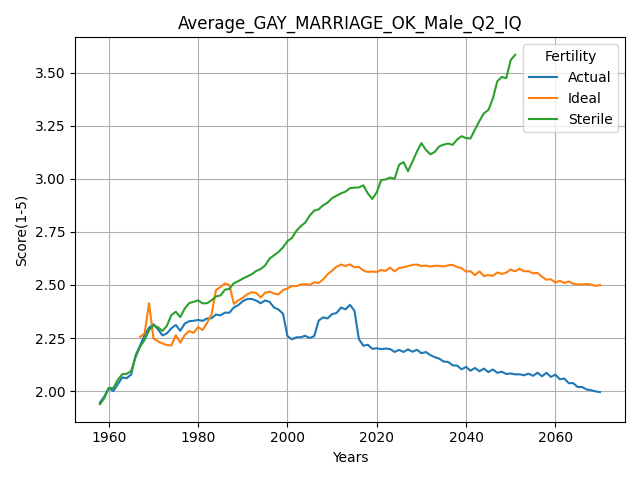 Average_GAY_MARRIAGE_OK_Male_Q2_IQ
Fertility
Actual
Ideal
Sterile
Score(1-5)
3.50
3.25
3.00
2.75
2.50
2.25
2.00
1960
1980
2000
2020
2040
2060
Years